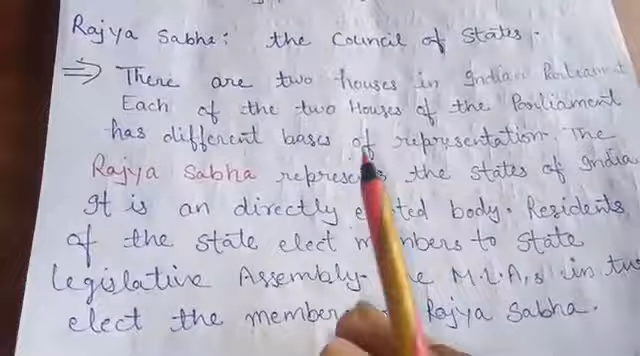 Rajya Sabha: the Council of States.
⇒ There are two houses in Indian Parliament
Each of the two Houses of the Parliament
has different bases of representation. The
Rajya Sabha represents the states of India
It is an directly elected body. Residents
of the state elect members to state
legislative Assembly. The M.L.A,s in
elect the members Rajya Sabha.